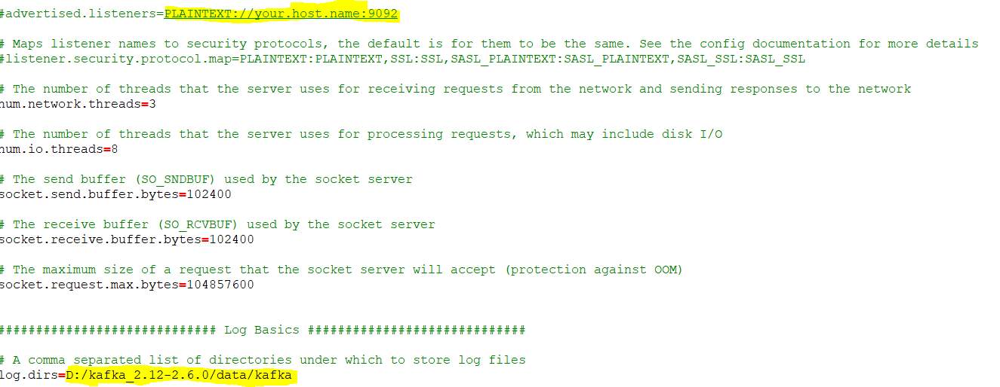 #advertised.listeners=PLAINTEXT://your.host.name:9092
# Maps listener names to security protocols, the default is for them to be the same. See the config documentation for more details
#listener.security.protocol.map=PLAINTEXT:PLAINTEXT,SSL:SSL,SASL_PLAINTEXT:SASL_PLAINTEXT,SASL_SSL:SASL_SSL
# The number of threads that the server uses for receiving requests from the network and sending responses to the network
num.network.threads=3
# The number of threads that the server uses for processing requests, which may include disk I/O
num.io.threads=8
# The send buffer (SO_SNDBUF) used by the socket server
socket.send.buffer.bytes=102400
# The receive buffer (SO_RCVBUF) used by the socket server
socket.receive.buffer.bytes=102400
# The maximum size of a request that the socket server will accept (protection against OOM)
socket.request.max.bytes=104857600
############################# Log Basics #############################
# A comma separated list of directories under which to store log files
log.dirs=D:/kafka_2.12-2.6.0/data/kafka